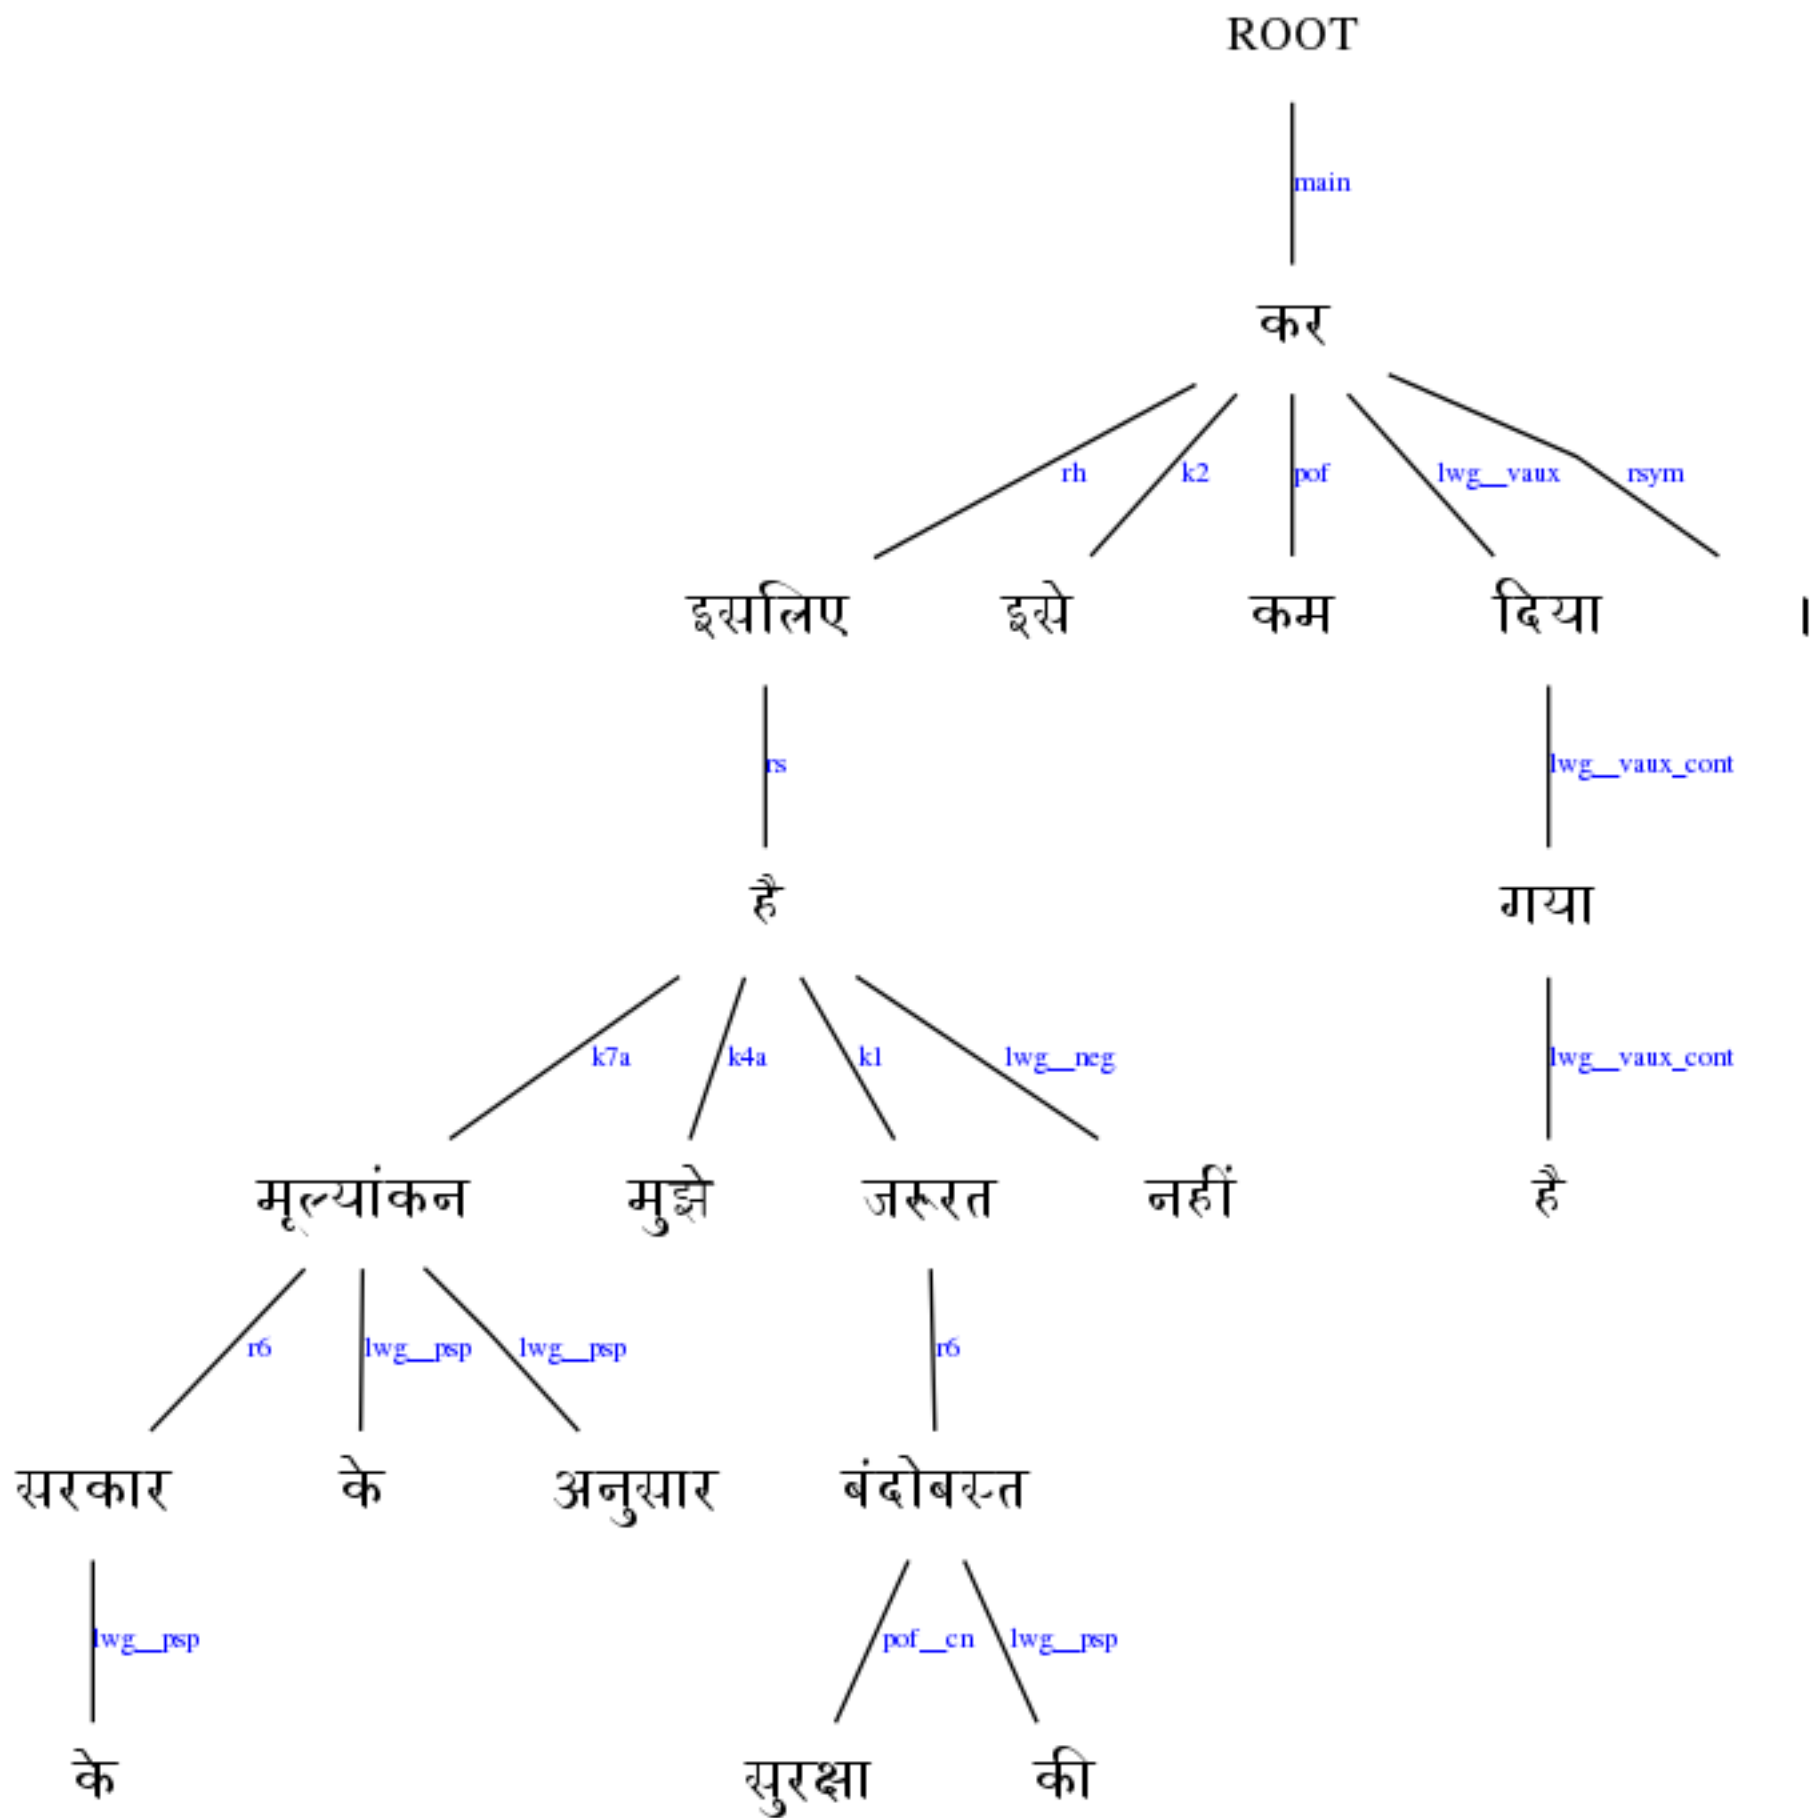 ROOT
main
कर
rh k2 pof lwg__vaux rsym
इसलिए इसे कम दिया ।
rs lwg__vaux_cont
है गया
k7a k4a k1 lwg__neg lwg__vaux_cont
मूल्यांकन मुझे जरूरत नहीं है
r6 lwg__psp lwg__psp r6
सरकार के अनुसार बंदोबस्त
lwg__psp pof__cn lwg__psp
के सुरक्षा की